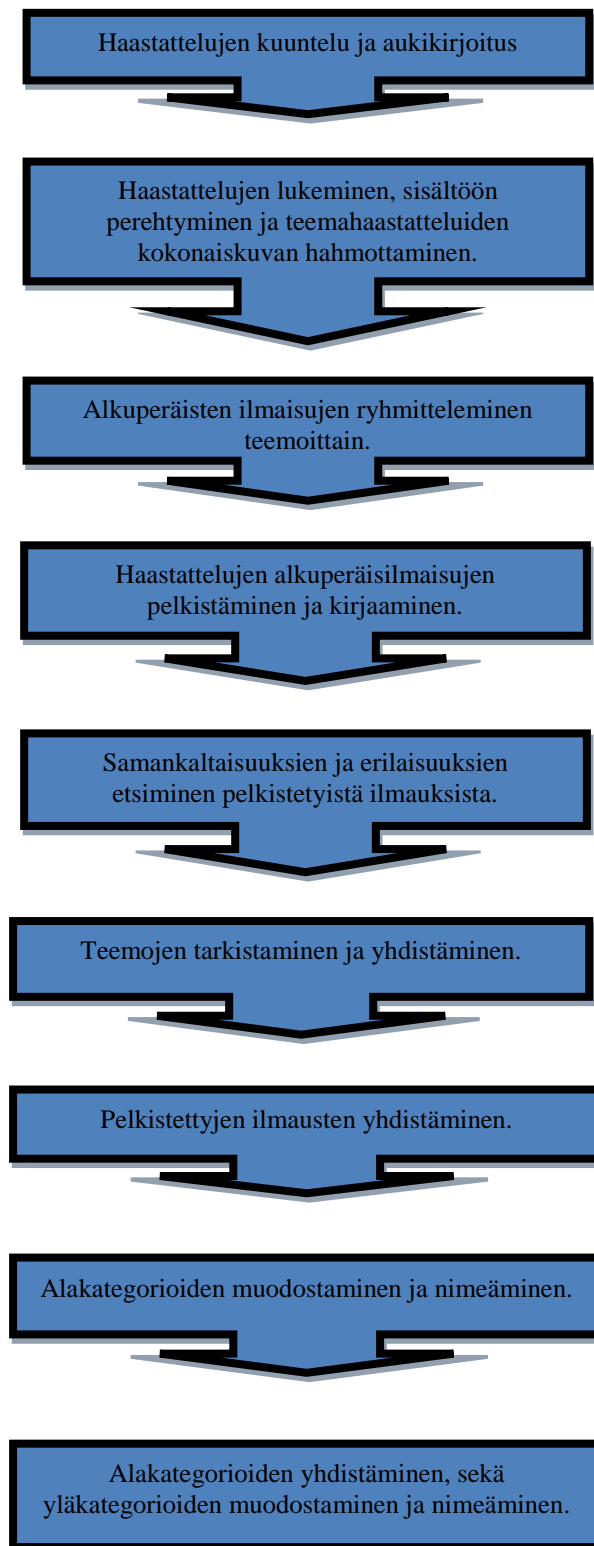 Haastattelujen kuuntelu ja aukikirjoitus
Haastattelujen lukeminen, sisältöön
perehtyminen ja teemahaastatteluiden
kokonaiskuvan hahmottaminen.
Alkuperäisten ilmaisujen ryhmitteleminen
teemoittain.
Haastattelujen alkuperäisilmaisujen
pelkistäminen ja kirjaaminen.
Samankaltaisuuksien ja erilaisuuksien
etsiminen pelkistetyistä ilmauksista.
Teemojen tarkistaminen ja yhdistäminen.
Pelkistettyjen ilmausten yhdistäminen.
Alakategorioiden muodostaminen ja nimeäminen.
Alakategorioiden yhdistäminen, sekä
yläkategorioiden muodostaminen ja nimeäminen.